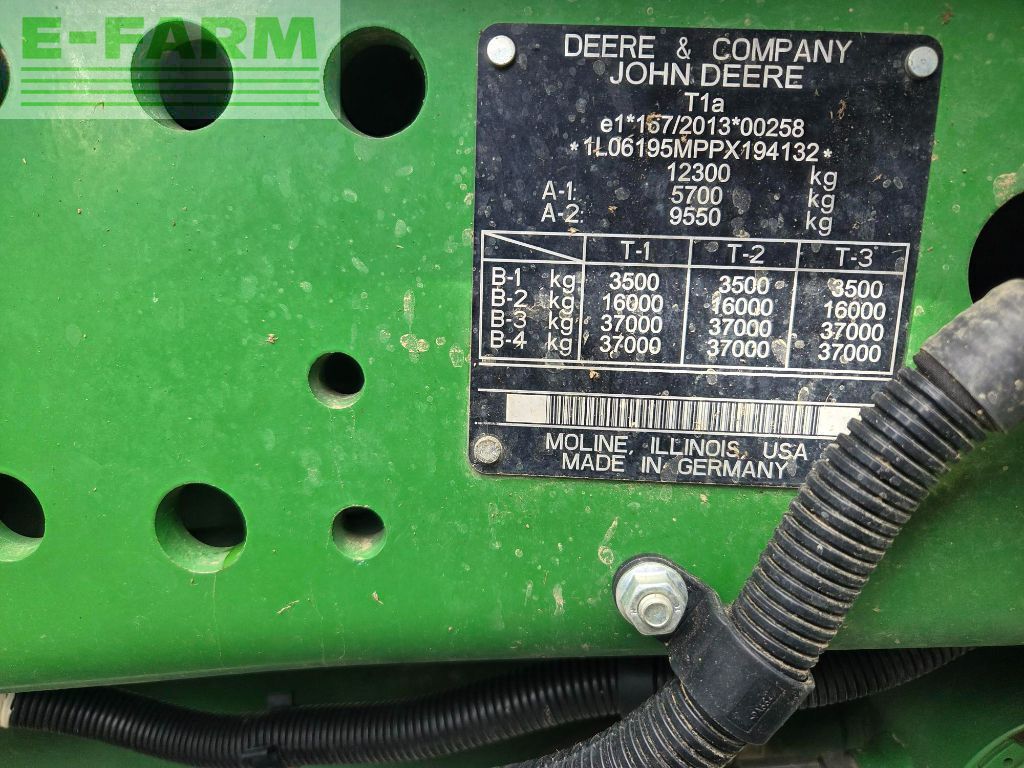 E-FARM
DEERE & COMPANY
JOHN DEERE
T1a
e1*167/2013*00258
*1L06195MPPX194132*
12300 kg
A-1: 5700 kg
A-2: 9550 kg
T-1 T-2 T-3
B-1 kg 3500 3500 3500
B-2 kg 16000 16000 16000
B-3 kg 37000 37000 37000
B-4 kg 37000 37000 37000
MOLINE, ILLINOIS, USA
MADE IN GERMANY